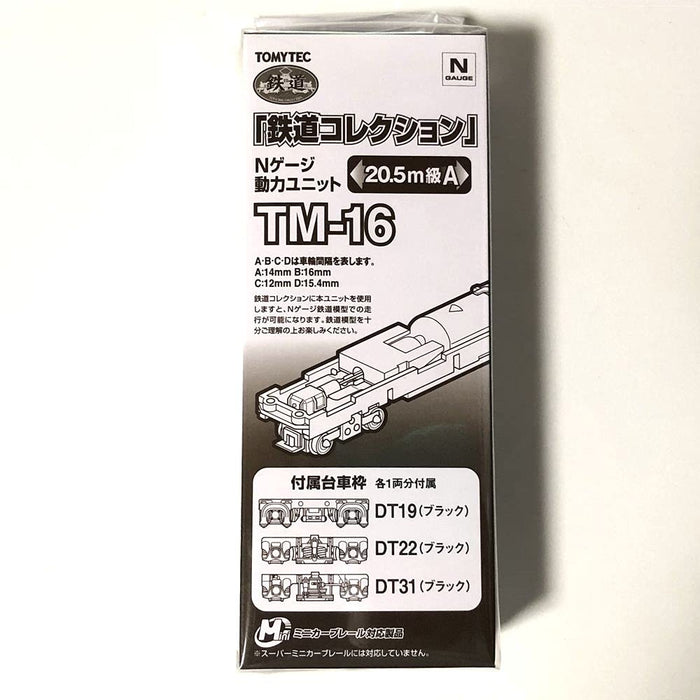 TOMYTEC
鉄道
N
GAUGE
「鉄道コレクション」
Nゲージ
動力ユニット
20.5m級A
TM-16
A・B・C・Dは車輪間隔を表します。
A:14mm B:16mm
C:12mm D:15.4mm
鉄道コレクションに本ユニットを使用
しますと、Nゲージ鉄道模型での走
行が可能になります。鉄道模型を十
分ご理解の上お楽しみください。
付属台車枠 各1両分付属
DT19(ブラック)
DT22(ブラック)
DT31(ブラック)
Mini ミニカーブレール対応製品
※スーパーミニカーブレールには対応していません。